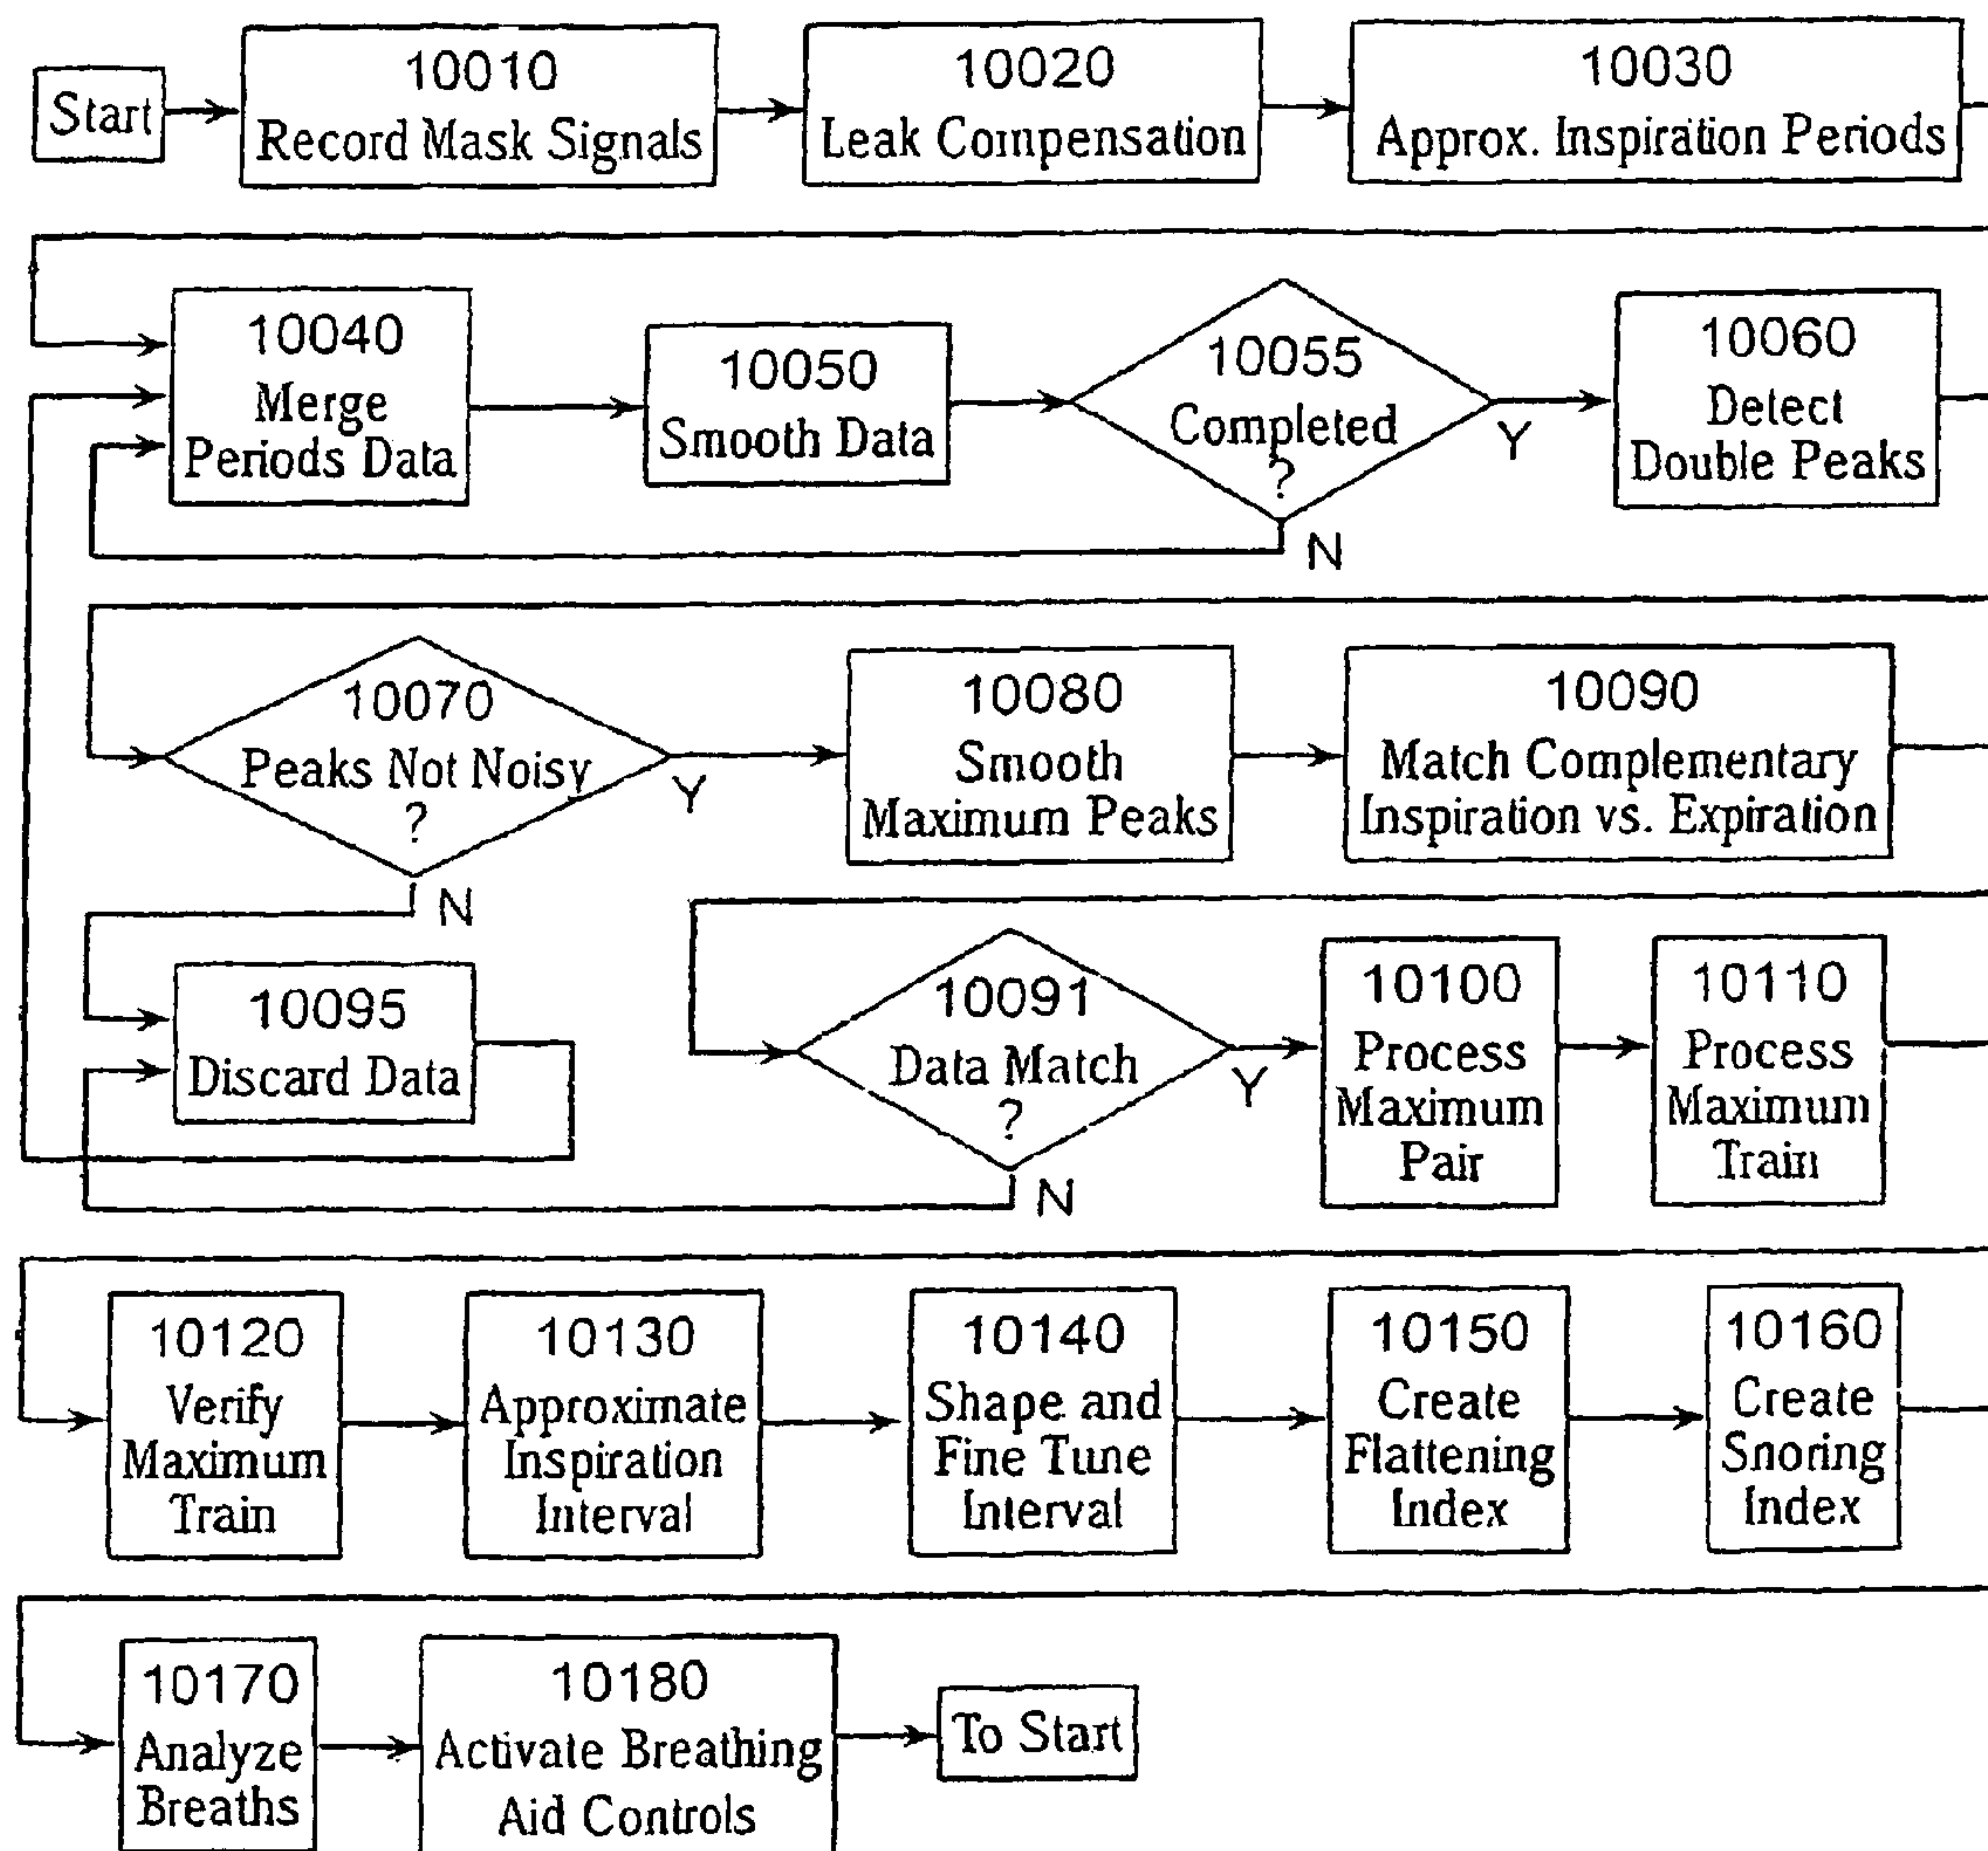 Start
10010
Record Mask Signals
10020
Leak Compensation
10030
Approx. Inspiration Periods
10040
Merge
Periods Data
10050
Smooth Data
10055
Completed
?
Y
N
10060
Detect
Double Peaks
10070
Peaks Not Noisy
?
Y
N
10080
Smooth
Maximum Peaks
10090
Match Complementary
Inspiration vs. Expiration
10095
Discard Data
10091
Data Match
?
Y
N
10100
Process
Maximum
Pair
10110
Process
Maximum
Train
10120
Verify
Maximum
Train
10130
Approximate
Inspiration
Interval
10140
Shape and
Fine Tune
Interval
10150
Create
Flattening
Index
10160
Create
Snoring
Index
10170
Analyze
Breaths
10180
Activate Breathing
Aid Controls
To Start